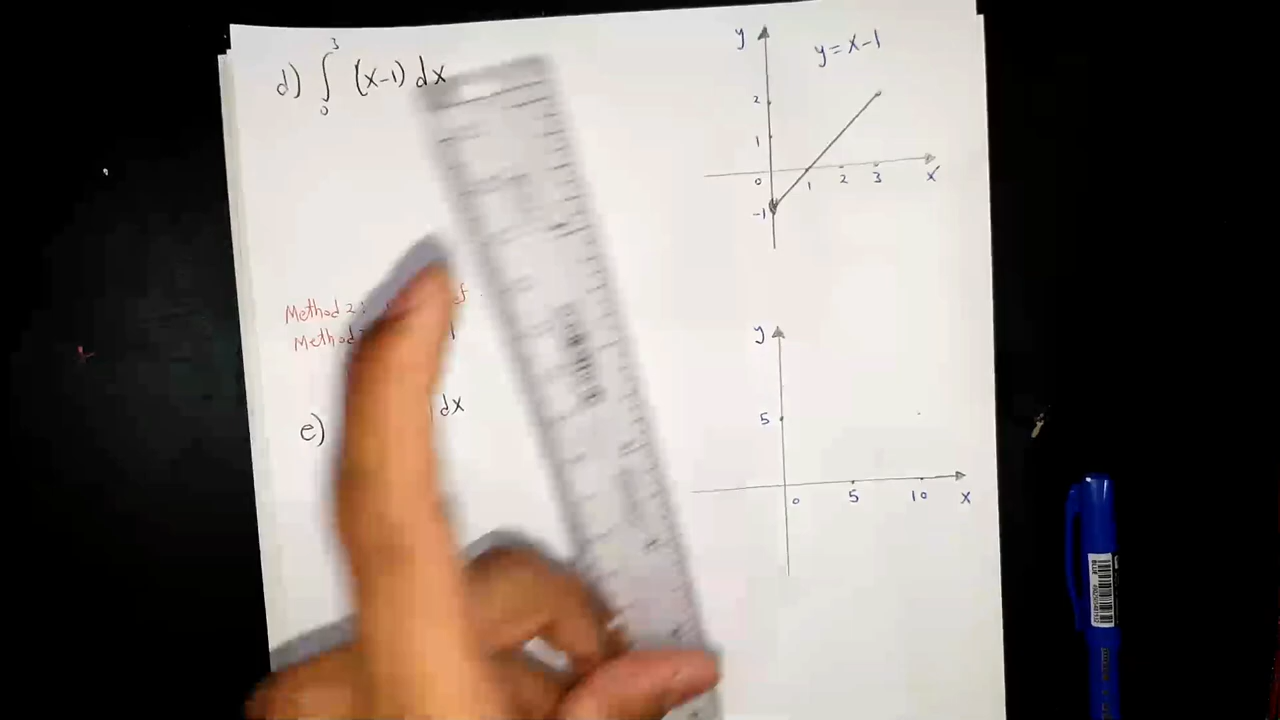 d) ∫₀³ (x-1) dx
y
y = x-1
2
1
0 1 2 3 x
-1
Method 2:
Method
y
e) dx
5
0 5 10 x